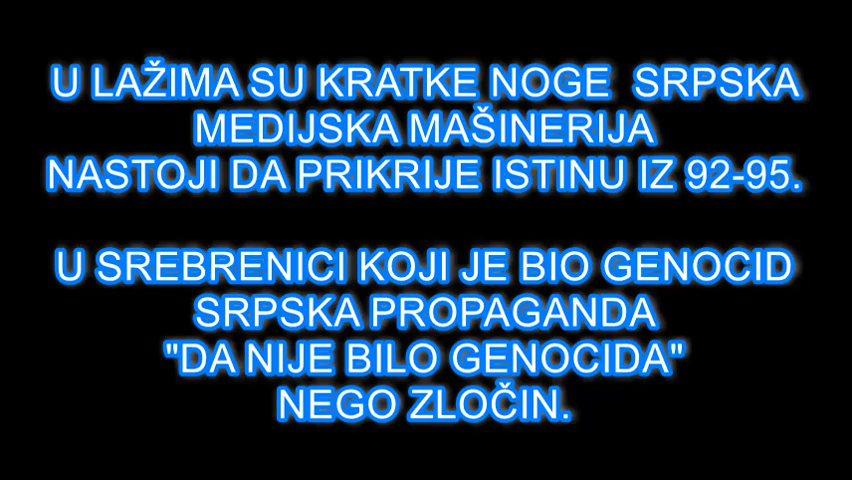 U LAŽIMA SU KRATKE NOGE  SRPSKA
MEDIJSKA MAŠINERIJA
NASTOJI DA PRIKRIJE ISTINU IZ 92-95.
U SREBRENICI KOJI JE BIO GENOCID
SRPSKA PROPAGANDA
"DA NIJE BILO GENOCIDA"
NEGO ZLOČIN.